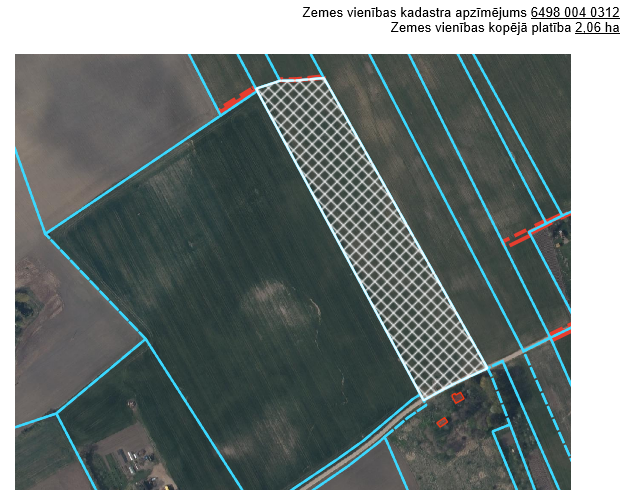 Zemes vienības kadastra apzīmējums 6498 004 0312
Zemes vienības kopējā platība 2,06 ha